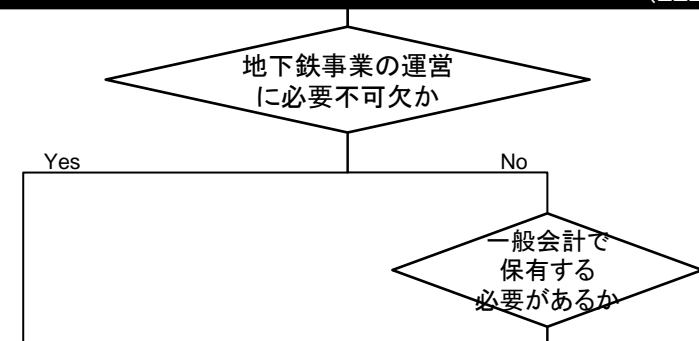 地下鉄事業の運営
に必要不可欠か
Yes
No
一般会計で
保有する
必要があるか